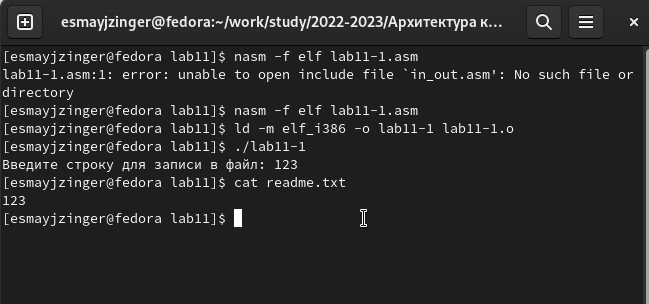 esmayjzinger@fedora:~/work/study/2022-2023/Архитектура к...
[esmayjzinger@fedora lab11]$ nasm -f elf lab11-1.asm
lab11-1.asm:1: error: unable to open include file `in_out.asm': No such file or
directory
[esmayjzinger@fedora lab11]$ nasm -f elf lab11-1.asm
[esmayjzinger@fedora lab11]$ ld -m elf_i386 -o lab11-1 lab11-1.o
[esmayjzinger@fedora lab11]$ ./lab11-1
Введите строку для записи в файл: 123
[esmayjzinger@fedora lab11]$ cat readme.txt
123
[esmayjzinger@fedora lab11]$